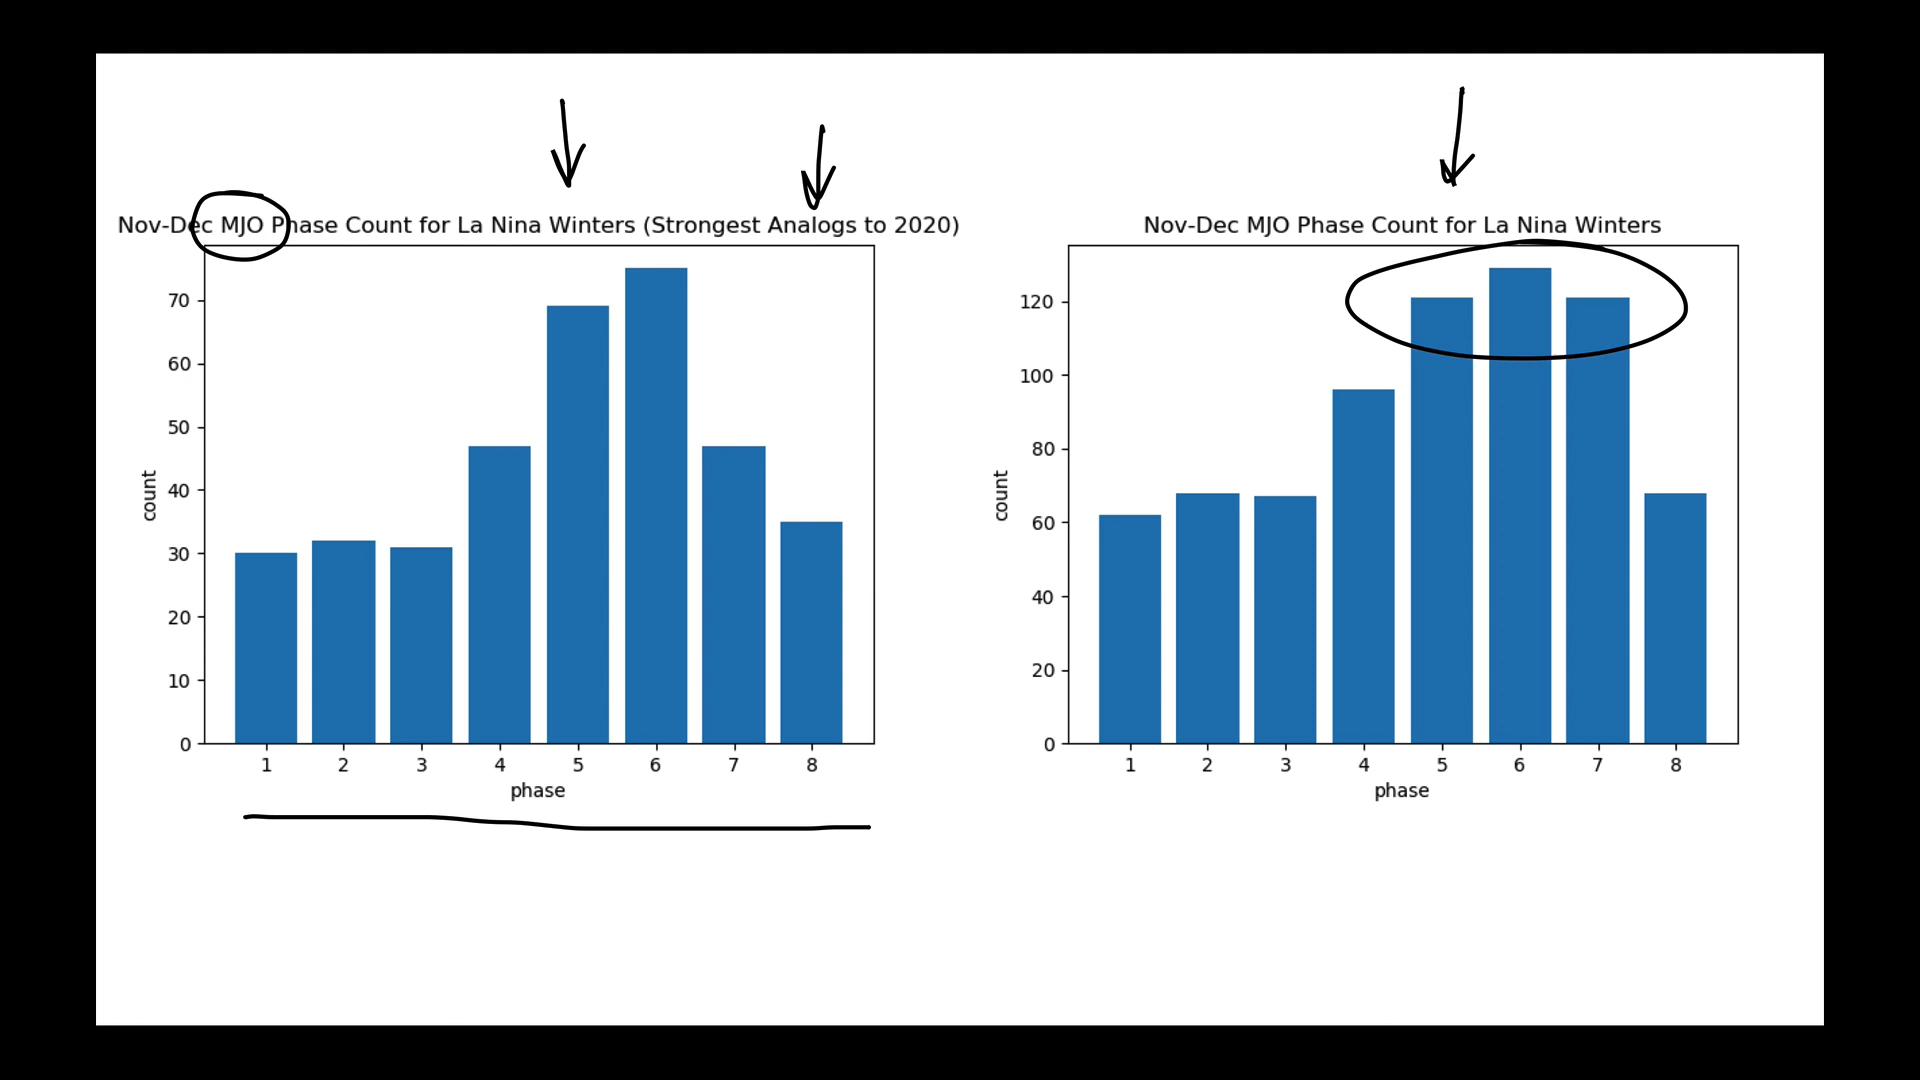 Nov-Dec MJO Phase Count for La Nina Winters (Strongest Analogs to 2020)
70
60
50
40
30
20
10
0
count
1 2 3 4 5 6 7 8
phase
Nov-Dec MJO Phase Count for La Nina Winters
120
100
80
60
40
20
0
count
1 2 3 4 5 6 7 8
phase